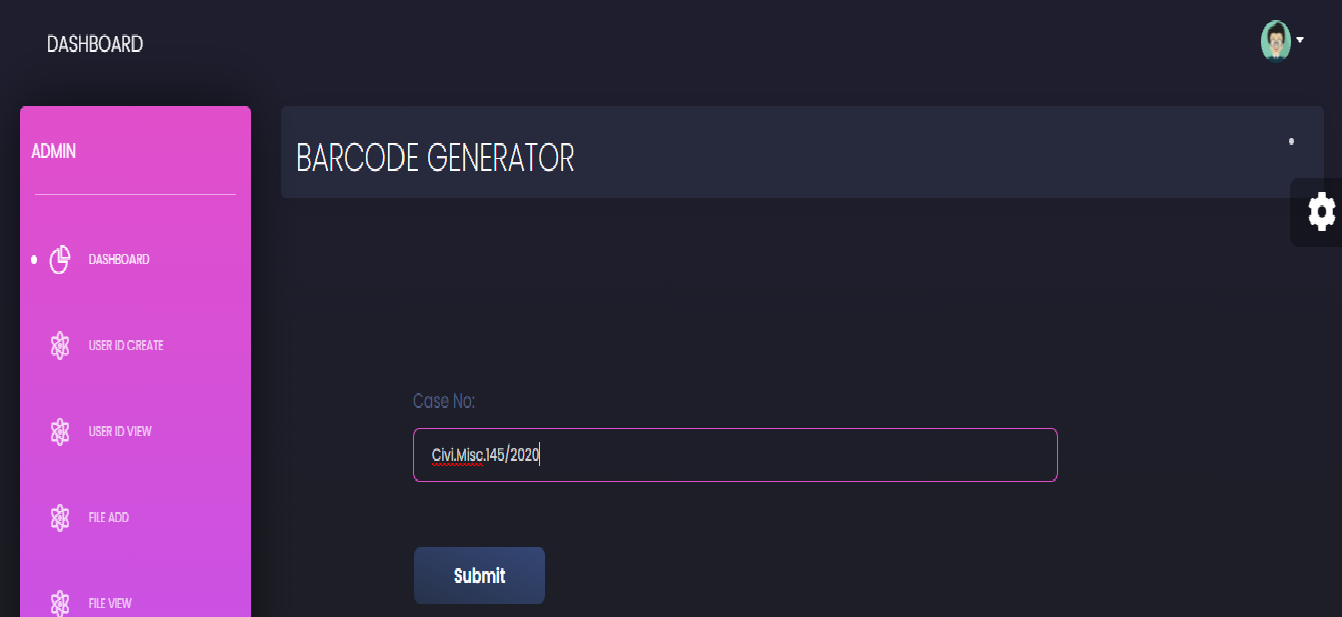 DASHBOARD
ADMIN
BARCODE GENERATOR
DASHBOARD
USER ID CREATE
USER ID VIEW
FILE ADD
FILE VIEW
Case No:
Civi.Misc.145/2020
Submit